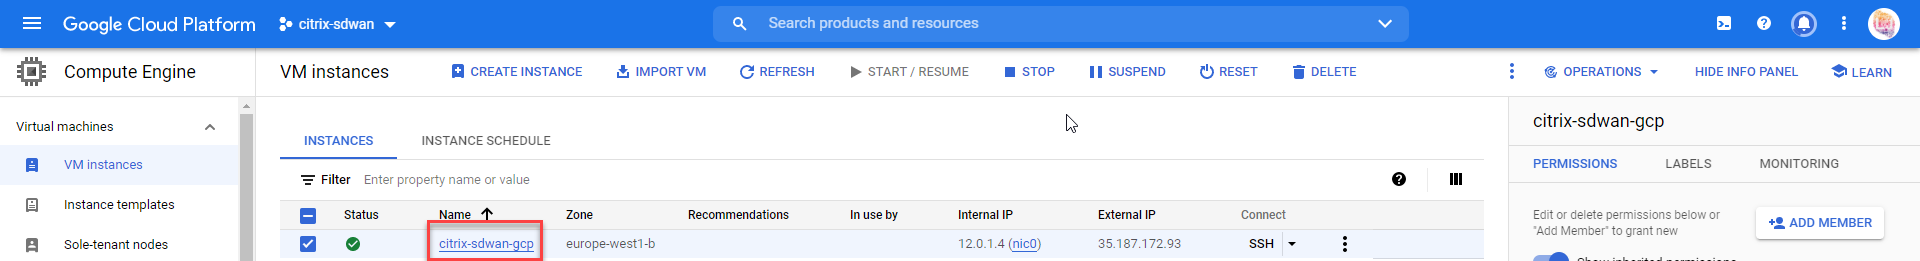 Google Cloud Platform citrix-sdwan Search products and resources
Compute Engine VM instances CREATE INSTANCE IMPORT VM REFRESH START / RESUME STOP SUSPEND RESET DELETE OPERATIONS HIDE INFO PANEL LEARN
Virtual machines
VM instances
Instance templates
Sole-tenant nodes
INSTANCES INSTANCE SCHEDULE
Filter Enter property name or value
Status Name Zone Recommendations In use by Internal IP External IP Connect
citrix-sdwan-gcp europe-west1-b 12.0.1.4 (nic0) 35.187.172.93 SSH
citrix-sdwan-gcp
PERMISSIONS LABELS MONITORING
Edit or delete permissions below or
"Add Member" to grant new
ADD MEMBER
Show inherited permissions